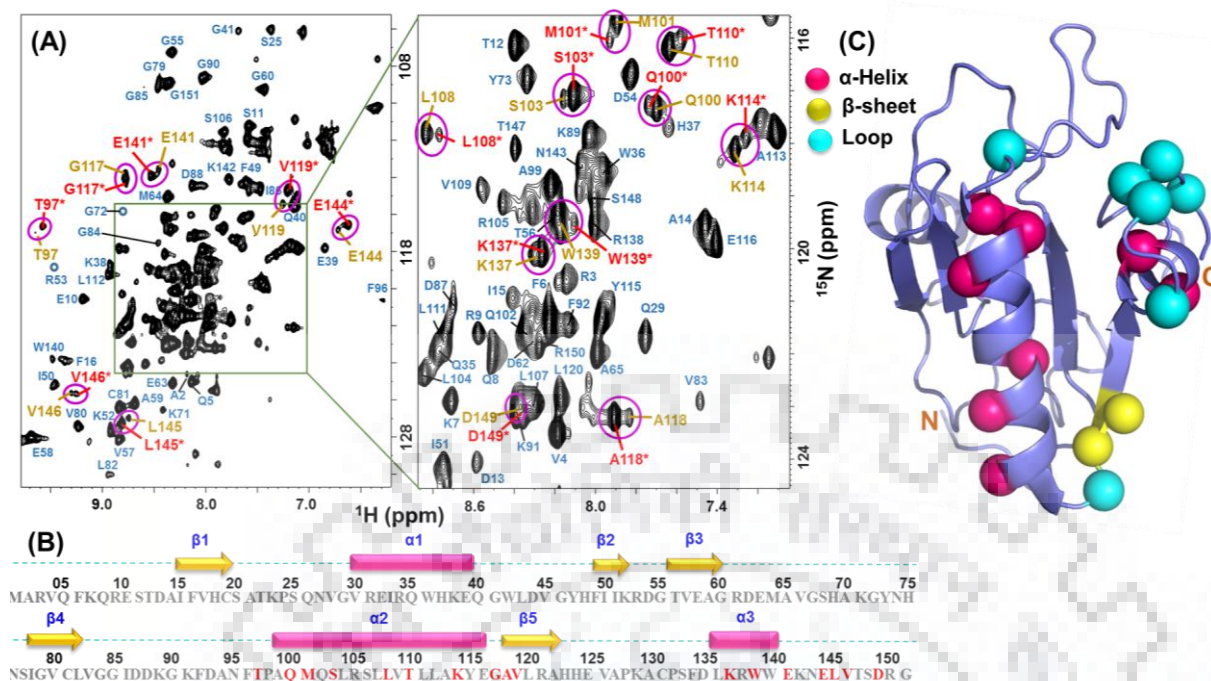 (A)
G41 S25
G55
108
G79 G90
G85 G151 G60
S106 S11
E141* E141
G117 K142 F49 V119*
G117* D88 I86
T97* M64 E144*
G72 V119 Q40
T97 G84 E144
118
K38 E39
R53 L112
E10 F96
W140 F16
I50 V146* E63 A2 Q5
C81 A59
V146 V80 K52 K71
L145
128
V57 L145*
E58
L82
9.0 8.0 7.0
¹H (ppm)
M101
116
M101* T110*
T12 S103* T110
Y73 Q100*
D54 K114*
L108 S103 Q100
L108* T147 K89 H37
N143 W36 A113
A99 K114
V109 S148
R105 T56 A14
R138 E116
120
K137* W139 W139*
K137
D87 I15 F6 R3
Y115
L111 R9 Q102 F92 Q29
Q35 D62 R150
L104 Q8 L107 L120 A65 V83
K7 D149 A118
D149* K91 A118*
I51 V4
124
D13
8.6 8.0 7.4
¹⁵N (ppm)
(C)
α-Helix
β-sheet
Loop
C
N
(B)
β1 α1 β2 β3
05 10 15 20 25 30 35 40 45 50 55 60 65 70 75
MARVQ FKQRE STDAI FVHCS ATKPS QNVGV REIRQ WHKEQ GWLDV GYHFI IKRDG TVEAG RDEMA VGSHA KGYNH
β4 α2 β5 α3
80 85 90 95 100 105 110 115 120 125 130 135 140 145 150
NSIGV CLVGG IDDKG KFDAN FTPAQ MQSLR SLLVT LLAKY EGAVL RAHHE VAPKA CPSFD LKRWW EKNEL VTSDR G